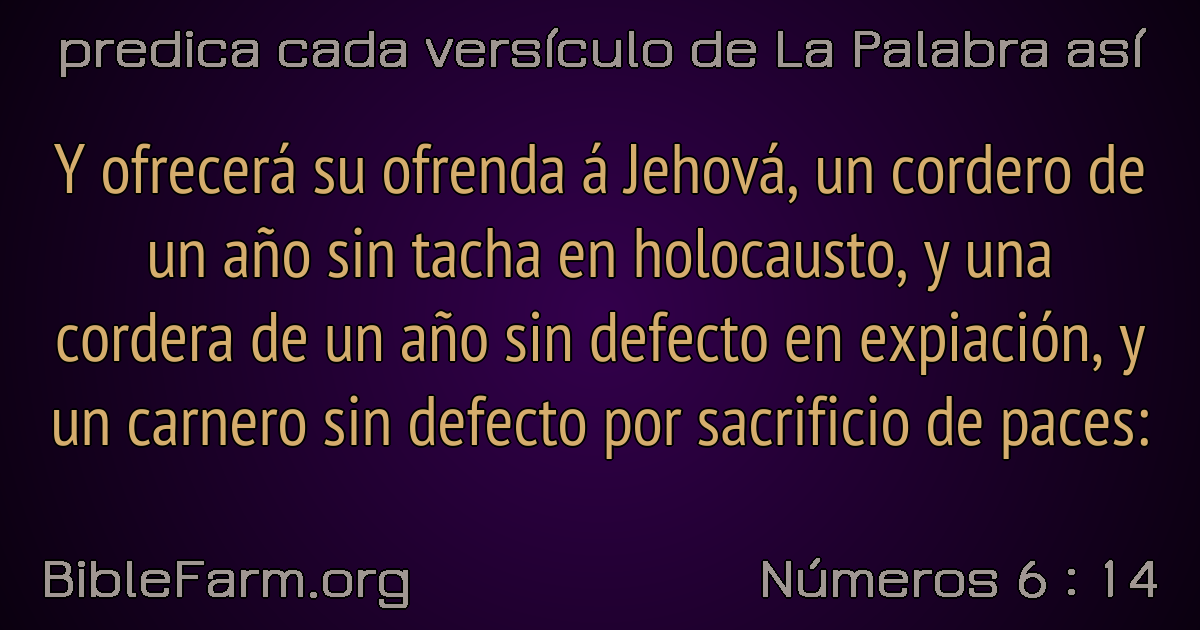 predica cada versículo de La Palabra así
Y ofrecerá su ofrenda á Jehová, un cordero de
un año sin tacha en holocausto, y una
cordera de un año sin defecto en expiación, y
un carnero sin defecto por sacrificio de paces:
BibleFarm.org
Números 6 : 14